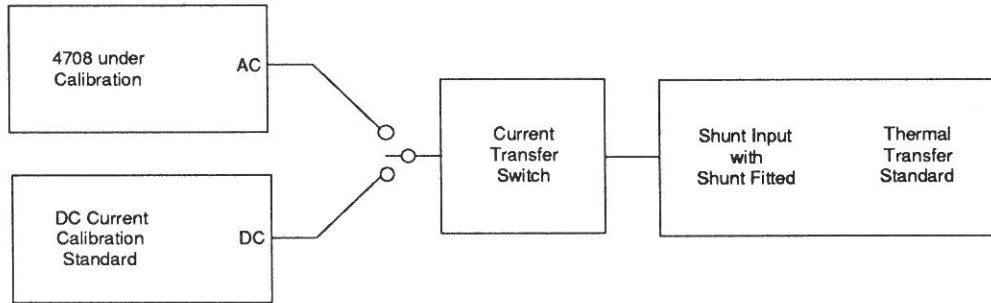 4708 under
Calibration
AC
DC Current
Calibration
Standard
DC
Current
Transfer
Switch
Shunt Input
with
Shunt Fitted
Thermal
Transfer
Standard